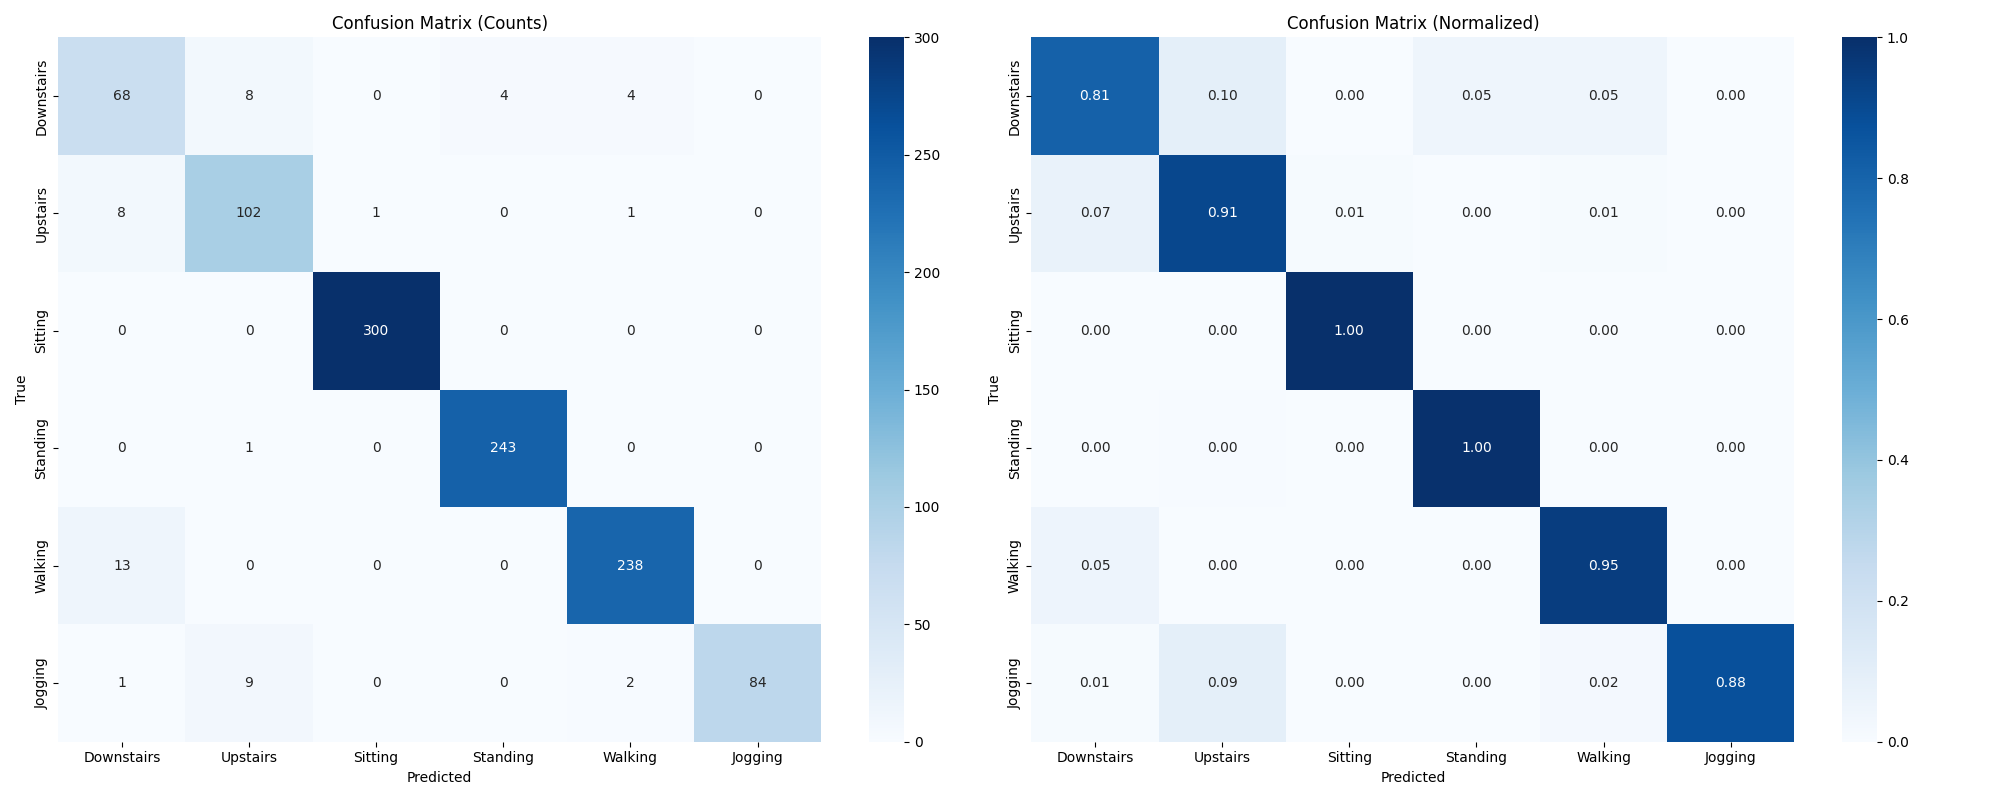 Confusion Matrix (Counts)
Downstairs 68 8 0 4 4 0
Upstairs 8 102 1 0 1 0
Sitting 0 0 300 0 0 0
Standing 0 1 0 243 0 0
Walking 13 0 0 0 238 0
Jogging 1 9 0 0 2 84
True
Downstairs Upstairs Sitting Standing Walking Jogging
Predicted
300
250
200
150
100
50
0
Confusion Matrix (Normalized)
Downstairs 0.81 0.10 0.00 0.05 0.05 0.00
Upstairs 0.07 0.91 0.01 0.00 0.01 0.00
Sitting 0.00 0.00 1.00 0.00 0.00 0.00
Standing 0.00 0.00 0.00 1.00 0.00 0.00
Walking 0.05 0.00 0.00 0.00 0.95 0.00
Jogging 0.01 0.09 0.00 0.00 0.02 0.88
True
Downstairs Upstairs Sitting Standing Walking Jogging
Predicted
1.0
0.8
0.6
0.4
0.2
0.0